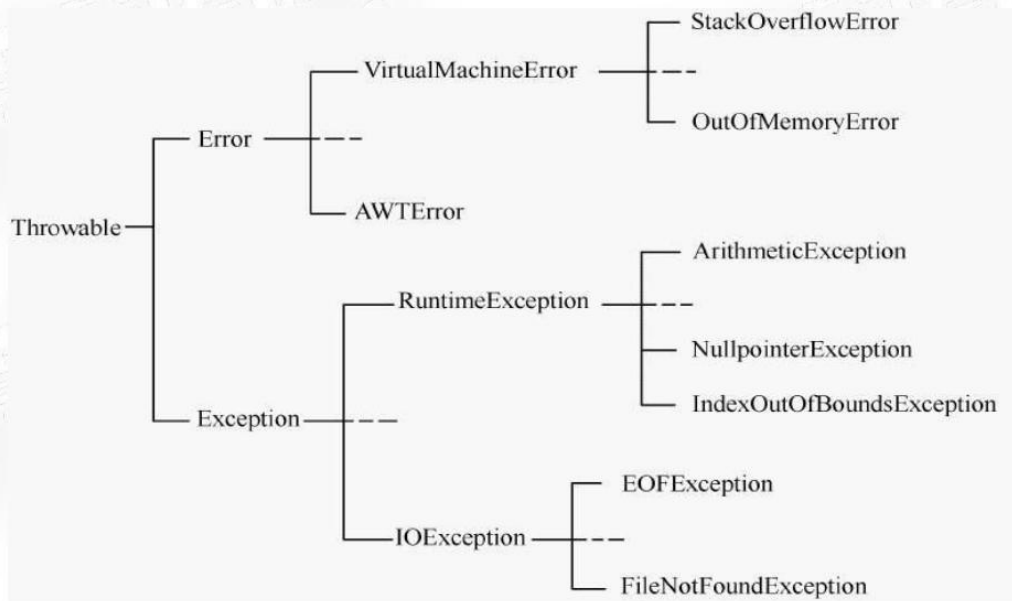 StackOverflowError
VirtualMachineError
OutOfMemoryError
Error
AWTError
Throwable
ArithmeticException
RuntimeException
NullpointerException
IndexOutOfBoundsException
Exception
EOFException
IOException
FileNotFoundException